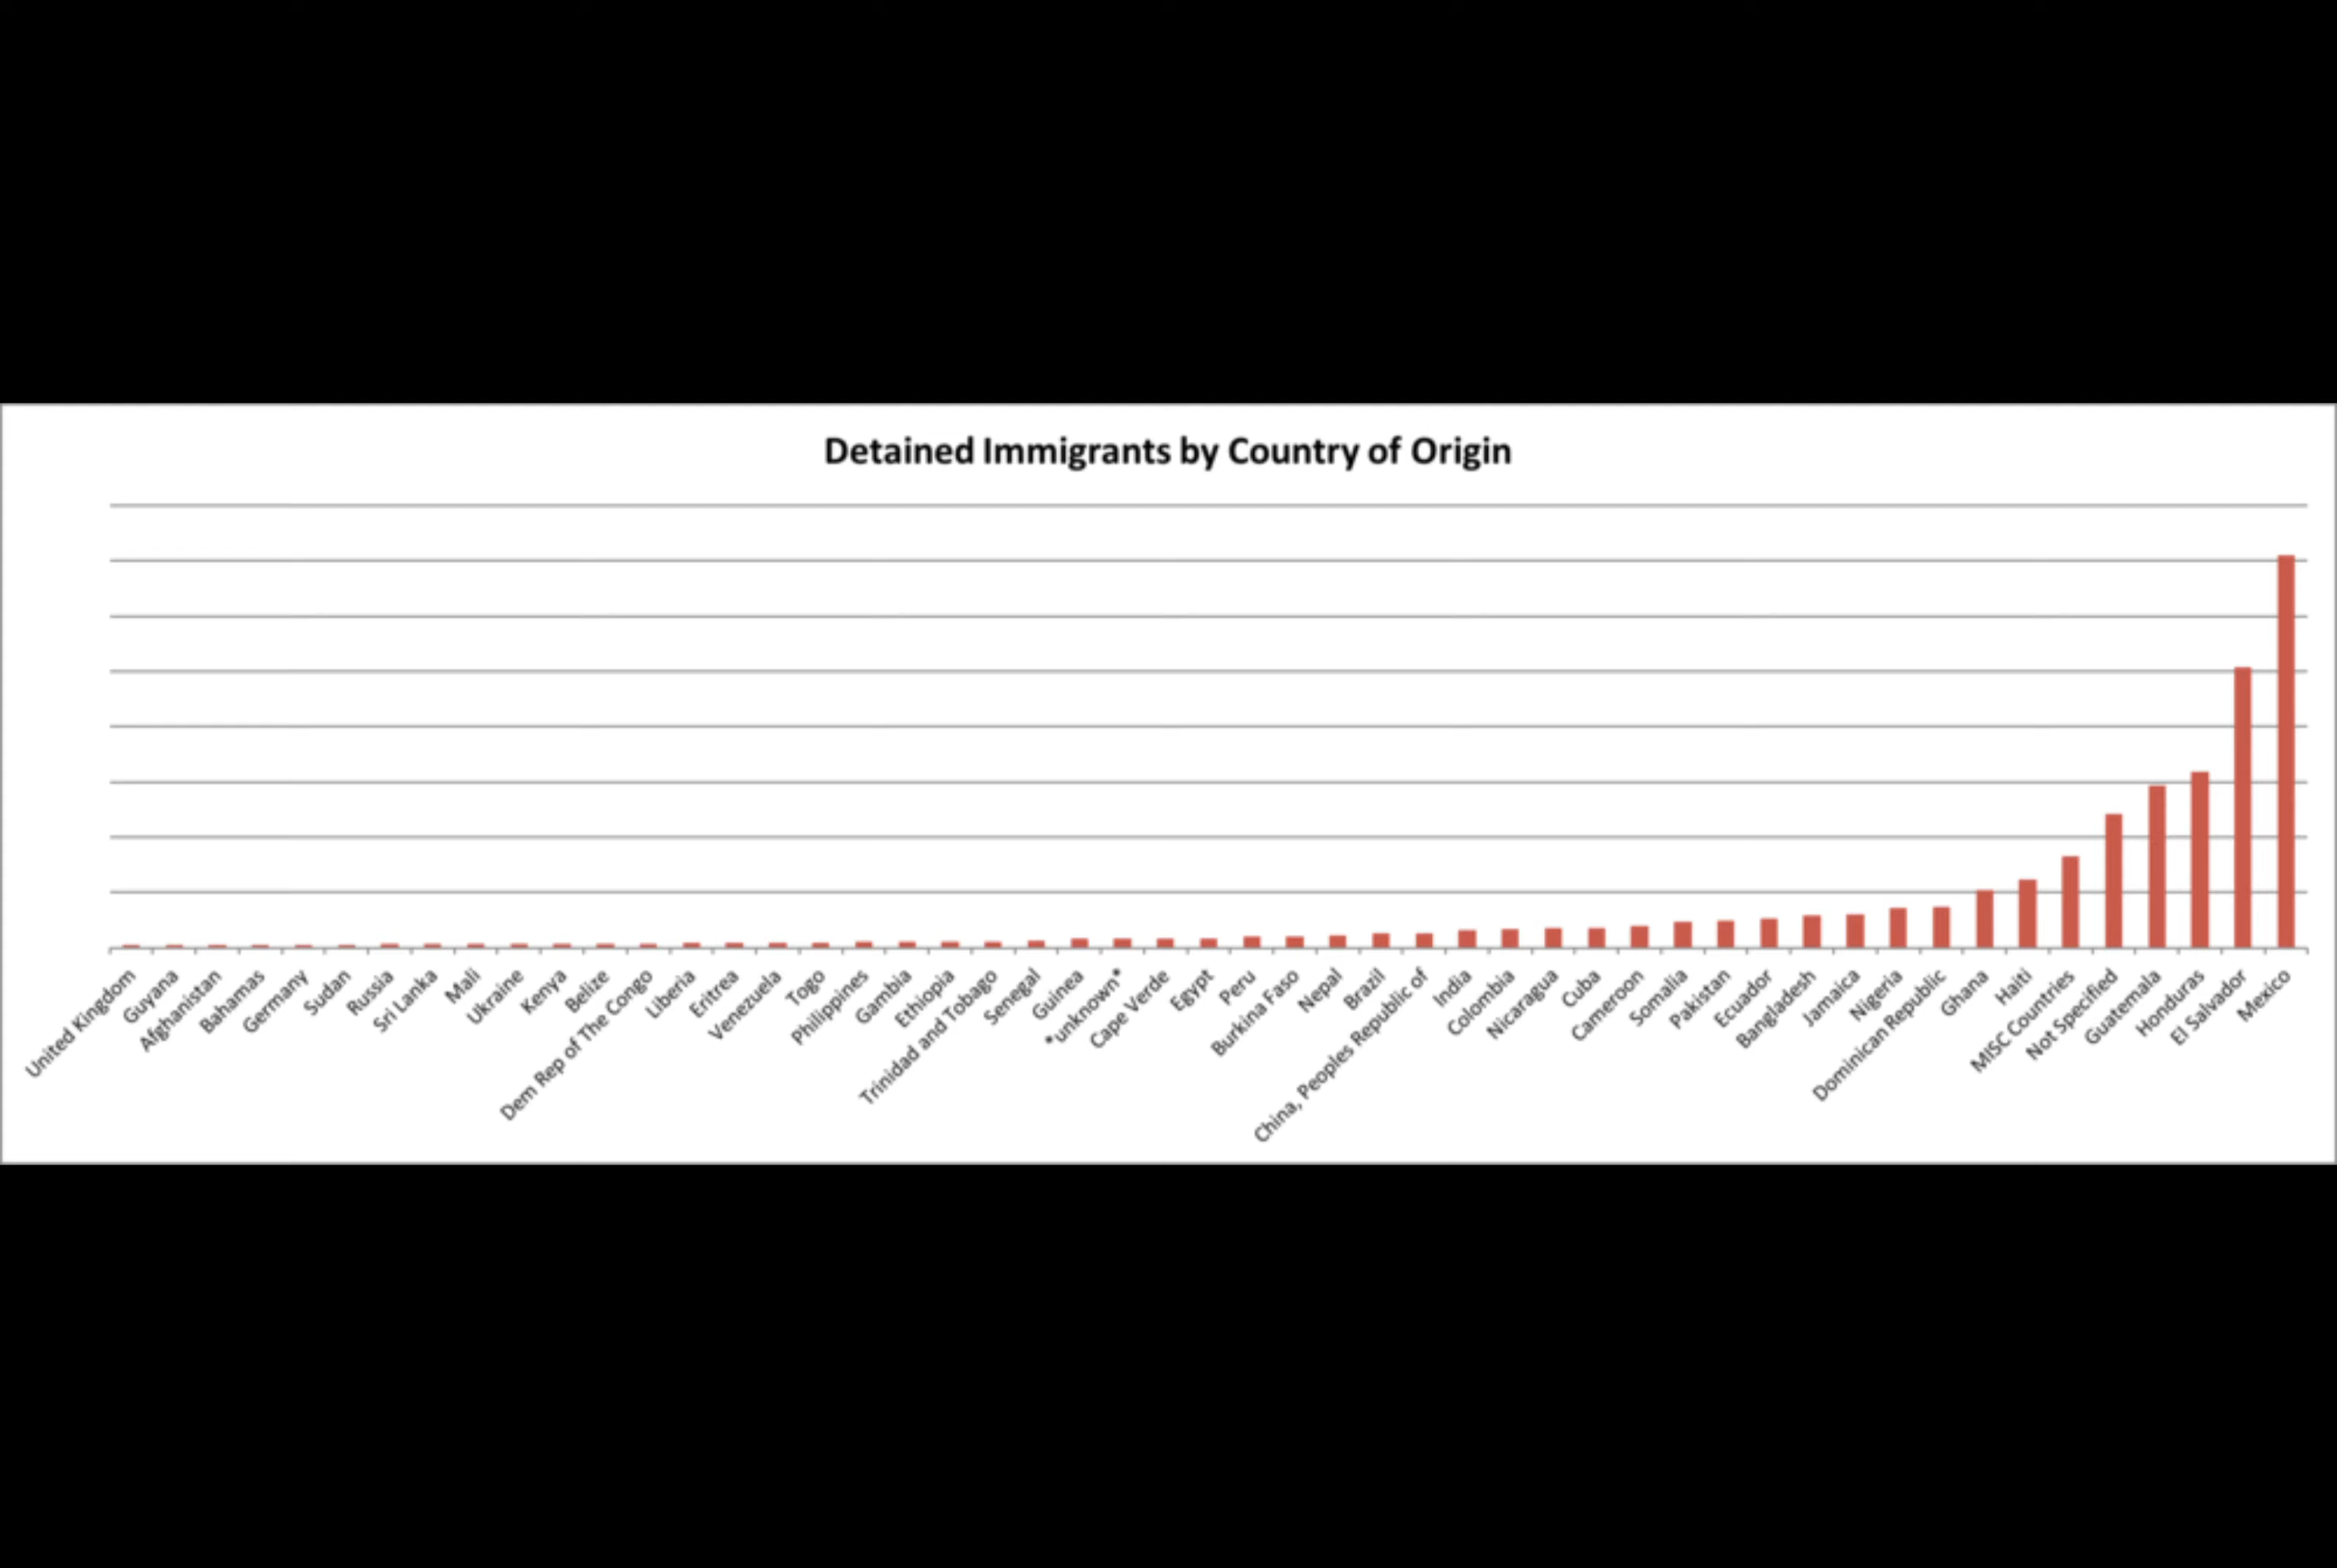 Detained Immigrants by Country of Origin
United Kingdom
Guyana
Afghanistan
Bahamas
Germany
Sudan
Russia
Sri Lanka
Mali
Ukraine
Kenya
Belize
Dem Rep of The Congo
Liberia
Eritrea
Venezuela
Togo
Philippines
Gambia
Ethiopia
Trinidad and Tobago
Senegal
Guinea
*unknown*
Cape Verde
Egypt
Peru
Burkina Faso
Nepal
Brazil
China, Peoples Republic of
India
Colombia
Nicaragua
Cuba
Cameroon
Somalia
Pakistan
Ecuador
Bangladesh
Jamaica
Nigeria
Dominican Republic
Ghana
Haiti
MISC Countries
Not Specified
Guatemala
Honduras
El Salvador
Mexico